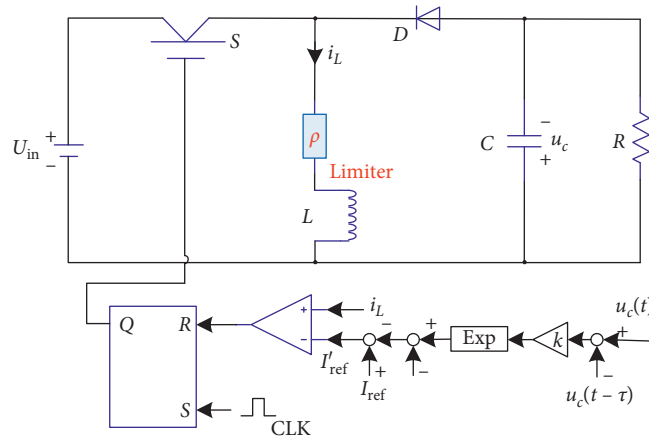 S
D
i_L
+
U_in
−
ρ
Limiter
L
C
−
u_c
+
R
Q
R
S
CLK
+
−
i_L
I'_ref
−
+
I_ref
+
−
Exp
k
u_c(t)
+
−
u_c(t − τ)